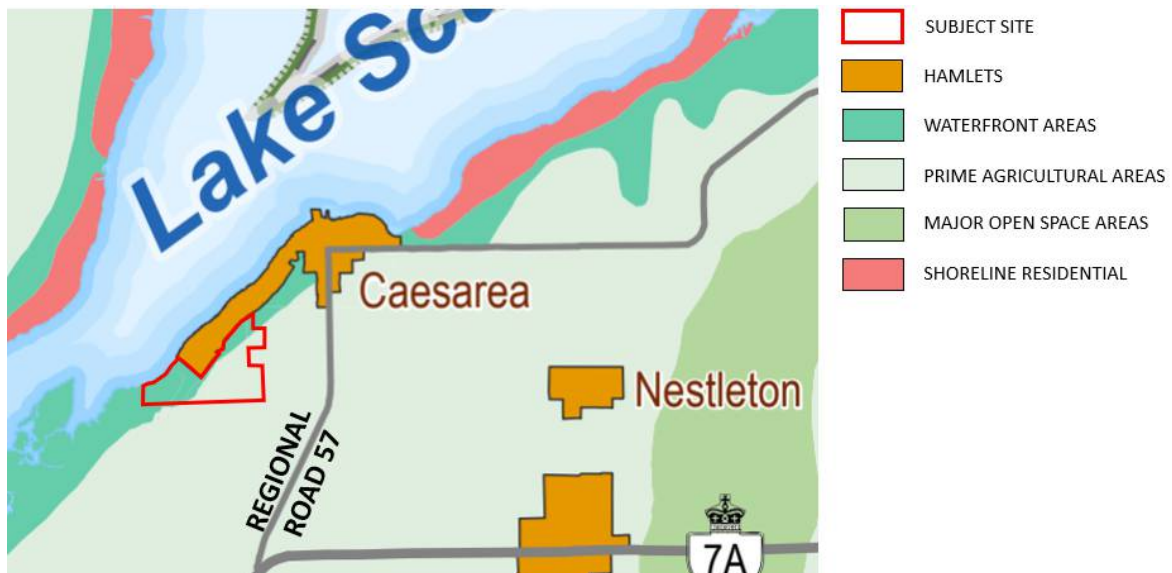 Lake Scu
Caesarea
Nestleton
REGIONAL
ROAD 57
7A
SUBJECT SITE
HAMLETS
WATERFRONT AREAS
PRIME AGRICULTURAL AREAS
MAJOR OPEN SPACE AREAS
SHORELINE RESIDENTIAL